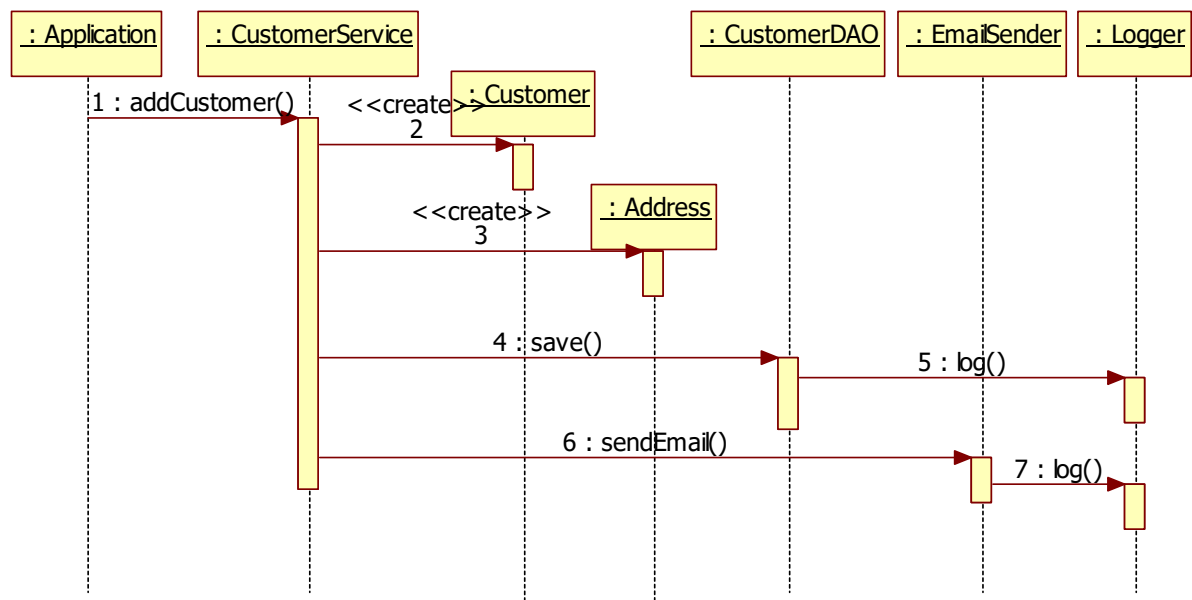 : Application
: CustomerService
: CustomerDAO
: EmailSender
: Logger
: Customer
1 : addCustomer()
<<create>>
2
: Address
<<create>>
3
4 : save()
5 : log()
6 : sendEmail()
7 : log()